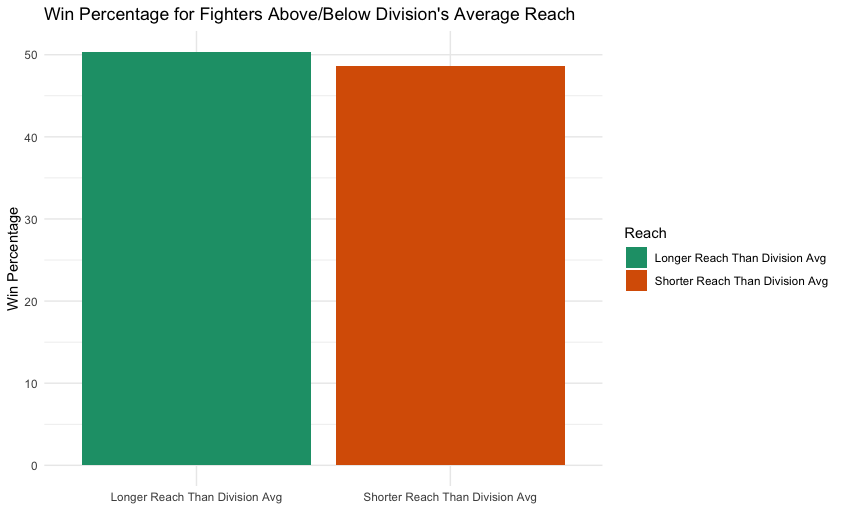 Win Percentage for Fighters Above/Below Division's Average Reach
Win Percentage
50
40
30
20
10
0
Longer Reach Than Division Avg
Shorter Reach Than Division Avg
Reach
Longer Reach Than Division Avg
Shorter Reach Than Division Avg